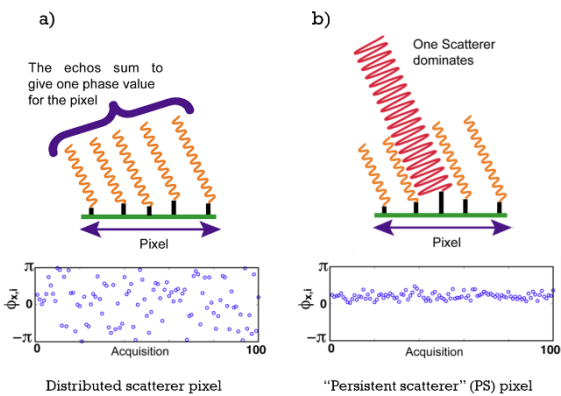 a)
The echos sum to
give one phase value
for the pixel
Pixel
π
ϕx,i
0
−π
0
Acquisition
100
Distributed scatterer pixel
b)
One Scatterer
dominates
Pixel
π
ϕx,i
0
−π
0
Acquisition
100
“Persistent scatterer” (PS) pixel